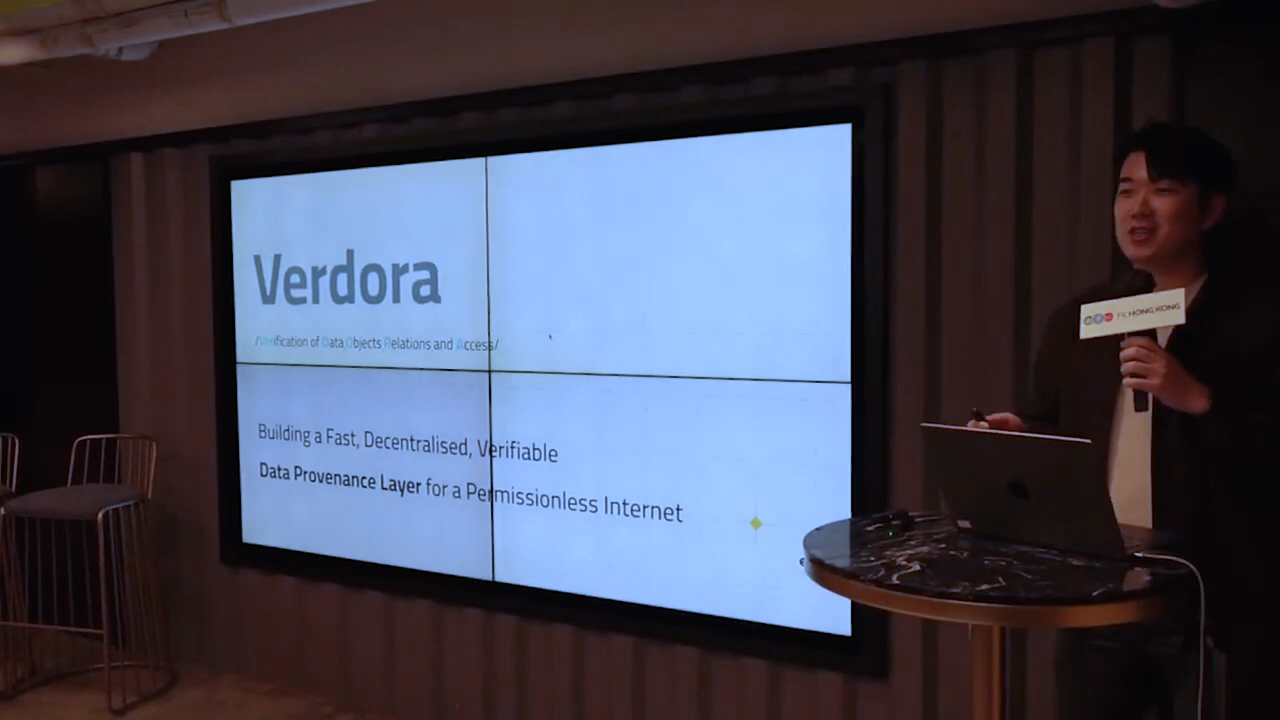 Verdora
/Verification of Data Objects Relations and Access/
Building a Fast, Decentralised, Verifiable
Data Provenance Layer for a Permissionless Internet
HONG KONG